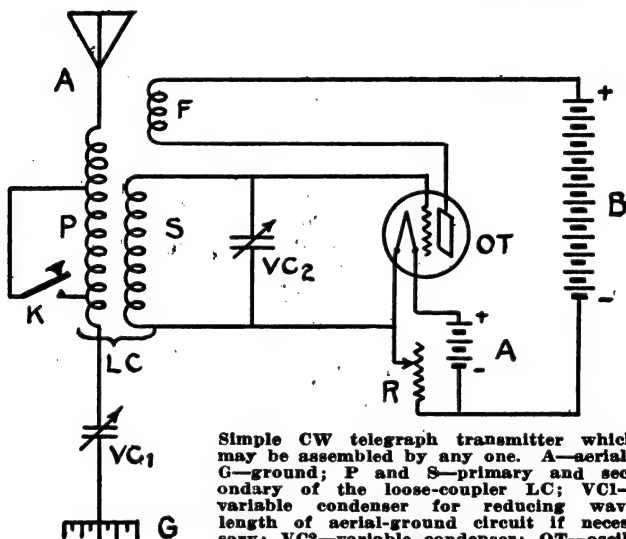 A
F
+
P
S
VC2
OT
B
K
LC
+
A
-
-
R
VC1
G
Simple CW telegraph transmitter which
may be assembled by any one. A—aerial
G—ground; P and S—primary and sec
ondary of the loose-coupler LC; VC1—
variable condenser for reducing wav
length of aerial-ground circuit if neces
sary; VC2—variable condenser; OT—oscil